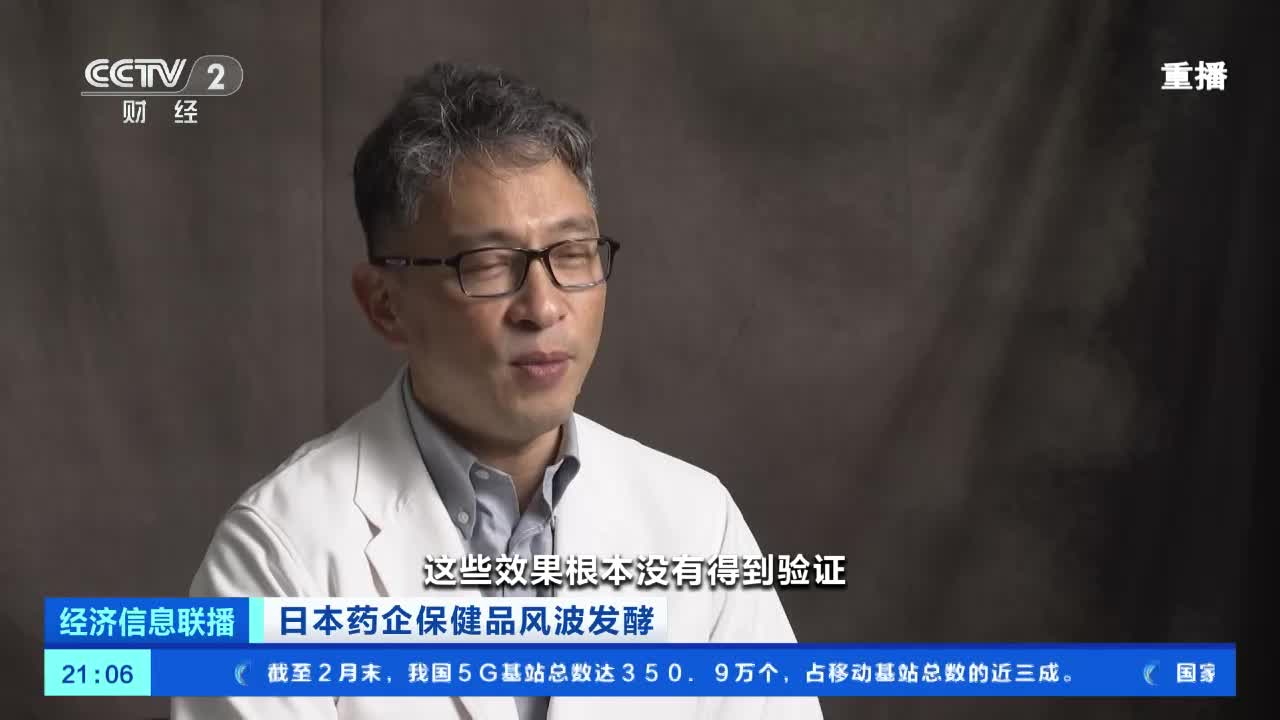 CCTV 2
财经
重播
这些效果根本没有得到验证
经济信息联播
日本药企保健品风波发酵
21:06
截至2月末，我国5G基站总数达350．9万个，占移动基站总数的近三成。
国家